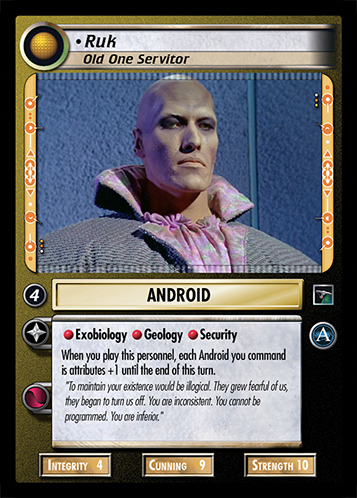 • Ruk
Old One Servitor
4
ANDROID
Exobiology Geology Security
When you play this personnel, each Android you command
is attributes +1 until the end of this turn.
"To maintain your existence would be illogical. They grew fearful of us,
they began to turn us off. You are inconsistent. You cannot be
programmed. You are inferior."
A
INTEGRITY 4 CUNNING 9 STRENGTH 10